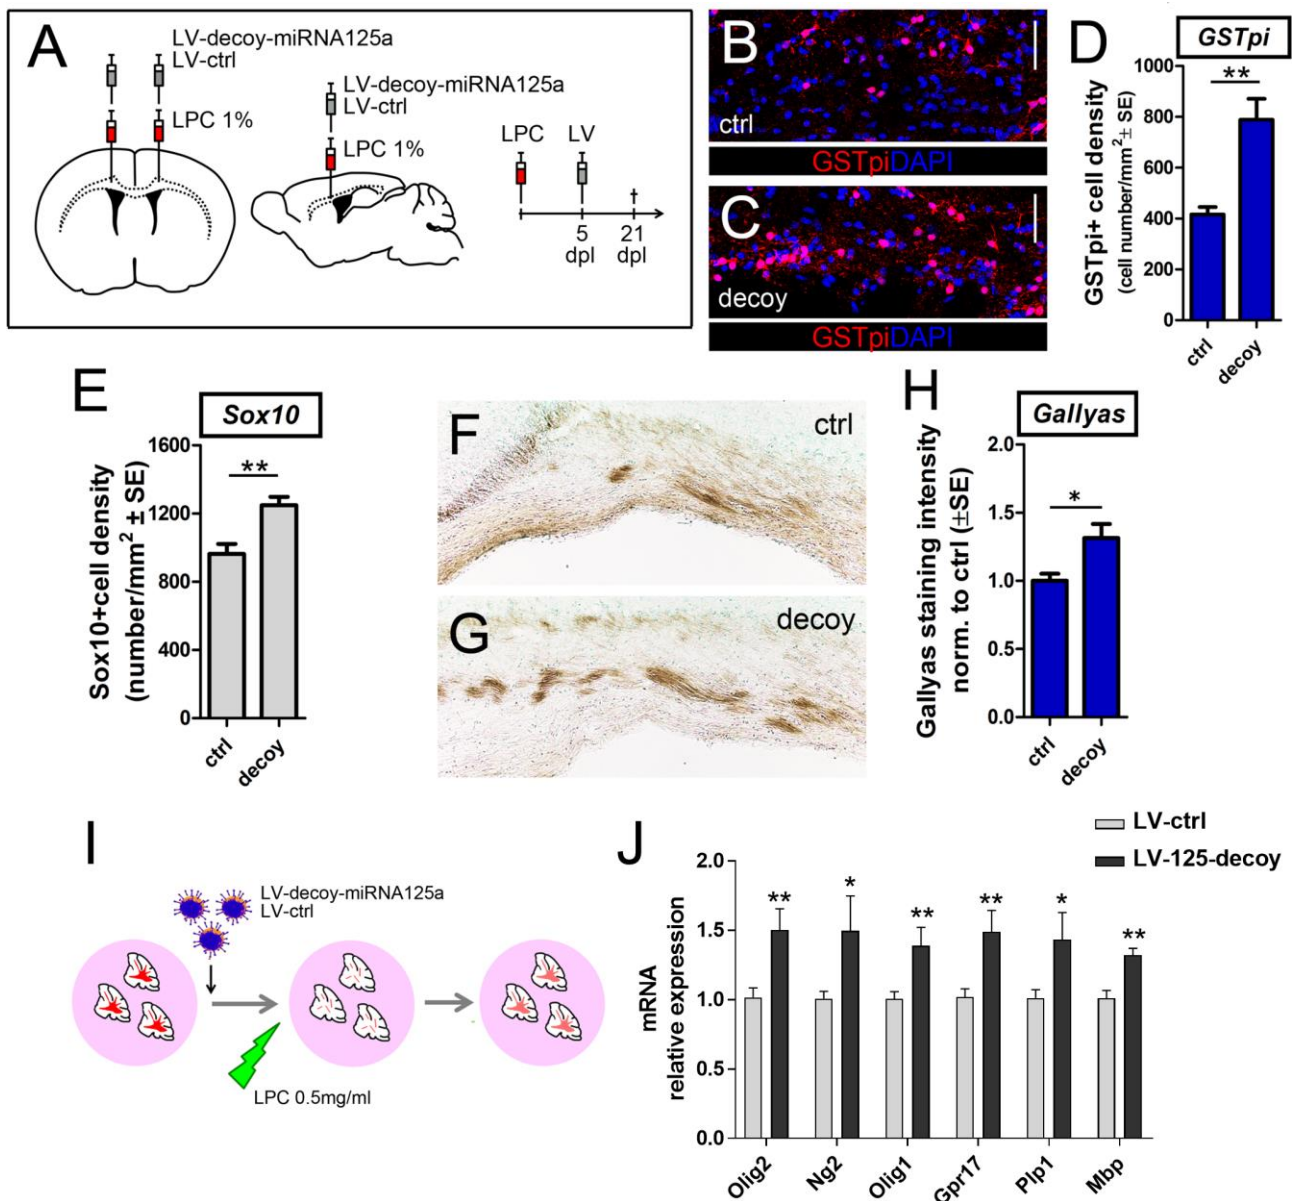 A
LV-decoy-miRNA125a
LV-ctrl
LPC 1%
LV-decoy-miRNA125a
LV-ctrl
LPC 1%
LPC LV
5 21
dpl dpl
B
ctrl
GSTpiDAPI
C
decoy
GSTpiDAPI
D
GSTpi
GSTpi+ cell density
(cell number/mm²± SE)
1000
800
600
400
200
0
**
ctrl
decoy
E
Sox10
Sox10+cell density
(number/mm² ± SE)
1600
1200
800
400
0
**
ctrl
decoy
F
ctrl
G
decoy
H
Gallyas
Gallyas staining intensity
norm. to ctrl (±SE)
2.0
1.5
1.0
0.5
0.0
*
ctrl
decoy
I
LV-decoy-miRNA125a
LV-ctrl
LPC 0.5mg/ml
J
LV-ctrl
LV-125-decoy
mRNA
relative expression
2.0
1.5
1.0
0.5
0.0
** * ** ** * **
Olig2 Ng2 Olig1 Gpr17 Plp1 Mbp